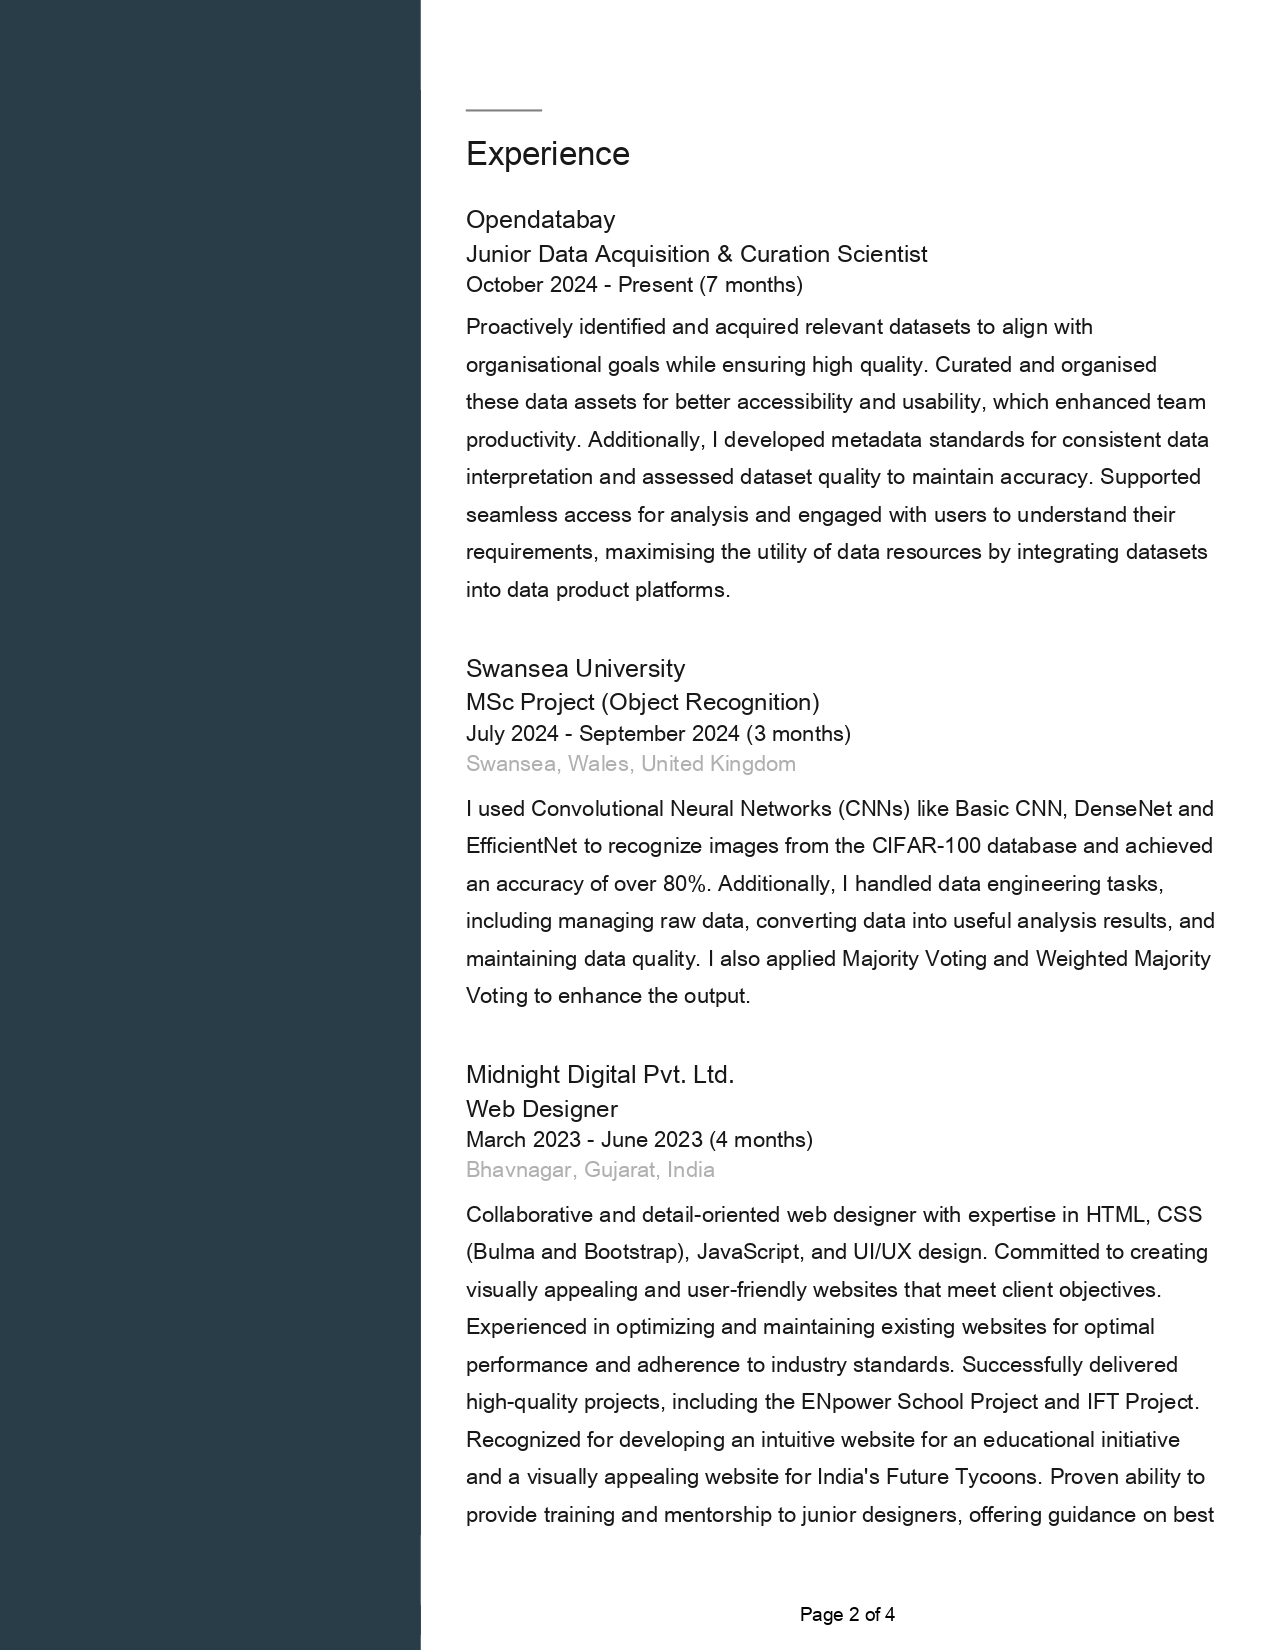 Experience
Opendatabay
Junior Data Acquisition & Curation Scientist
October 2024 - Present (7 months)
Proactively identified and acquired relevant datasets to align with
organisational goals while ensuring high quality. Curated and organised
these data assets for better accessibility and usability, which enhanced team
productivity. Additionally, I developed metadata standards for consistent data
interpretation and assessed dataset quality to maintain accuracy. Supported
seamless access for analysis and engaged with users to understand their
requirements, maximising the utility of data resources by integrating datasets
into data product platforms.
Swansea University
MSc Project (Object Recognition)
July 2024 - September 2024 (3 months)
Swansea, Wales, United Kingdom
I used Convolutional Neural Networks (CNNs) like Basic CNN, DenseNet and
EfficientNet to recognize images from the CIFAR-100 database and achieved
an accuracy of over 80%. Additionally, I handled data engineering tasks,
including managing raw data, converting data into useful analysis results, and
maintaining data quality. I also applied Majority Voting and Weighted Majority
Voting to enhance the output.
Midnight Digital Pvt. Ltd.
Web Designer
March 2023 - June 2023 (4 months)
Bhavnagar, Gujarat, India
Collaborative and detail-oriented web designer with expertise in HTML, CSS
(Bulma and Bootstrap), JavaScript, and UI/UX design. Committed to creating
visually appealing and user-friendly websites that meet client objectives.
Experienced in optimizing and maintaining existing websites for optimal
performance and adherence to industry standards. Successfully delivered
high-quality projects, including the ENpower School Project and IFT Project.
Recognized for developing an intuitive website for an educational initiative
and a visually appealing website for India's Future Tycoons. Proven ability to
provide training and mentorship to junior designers, offering guidance on best
Page 2 of 4